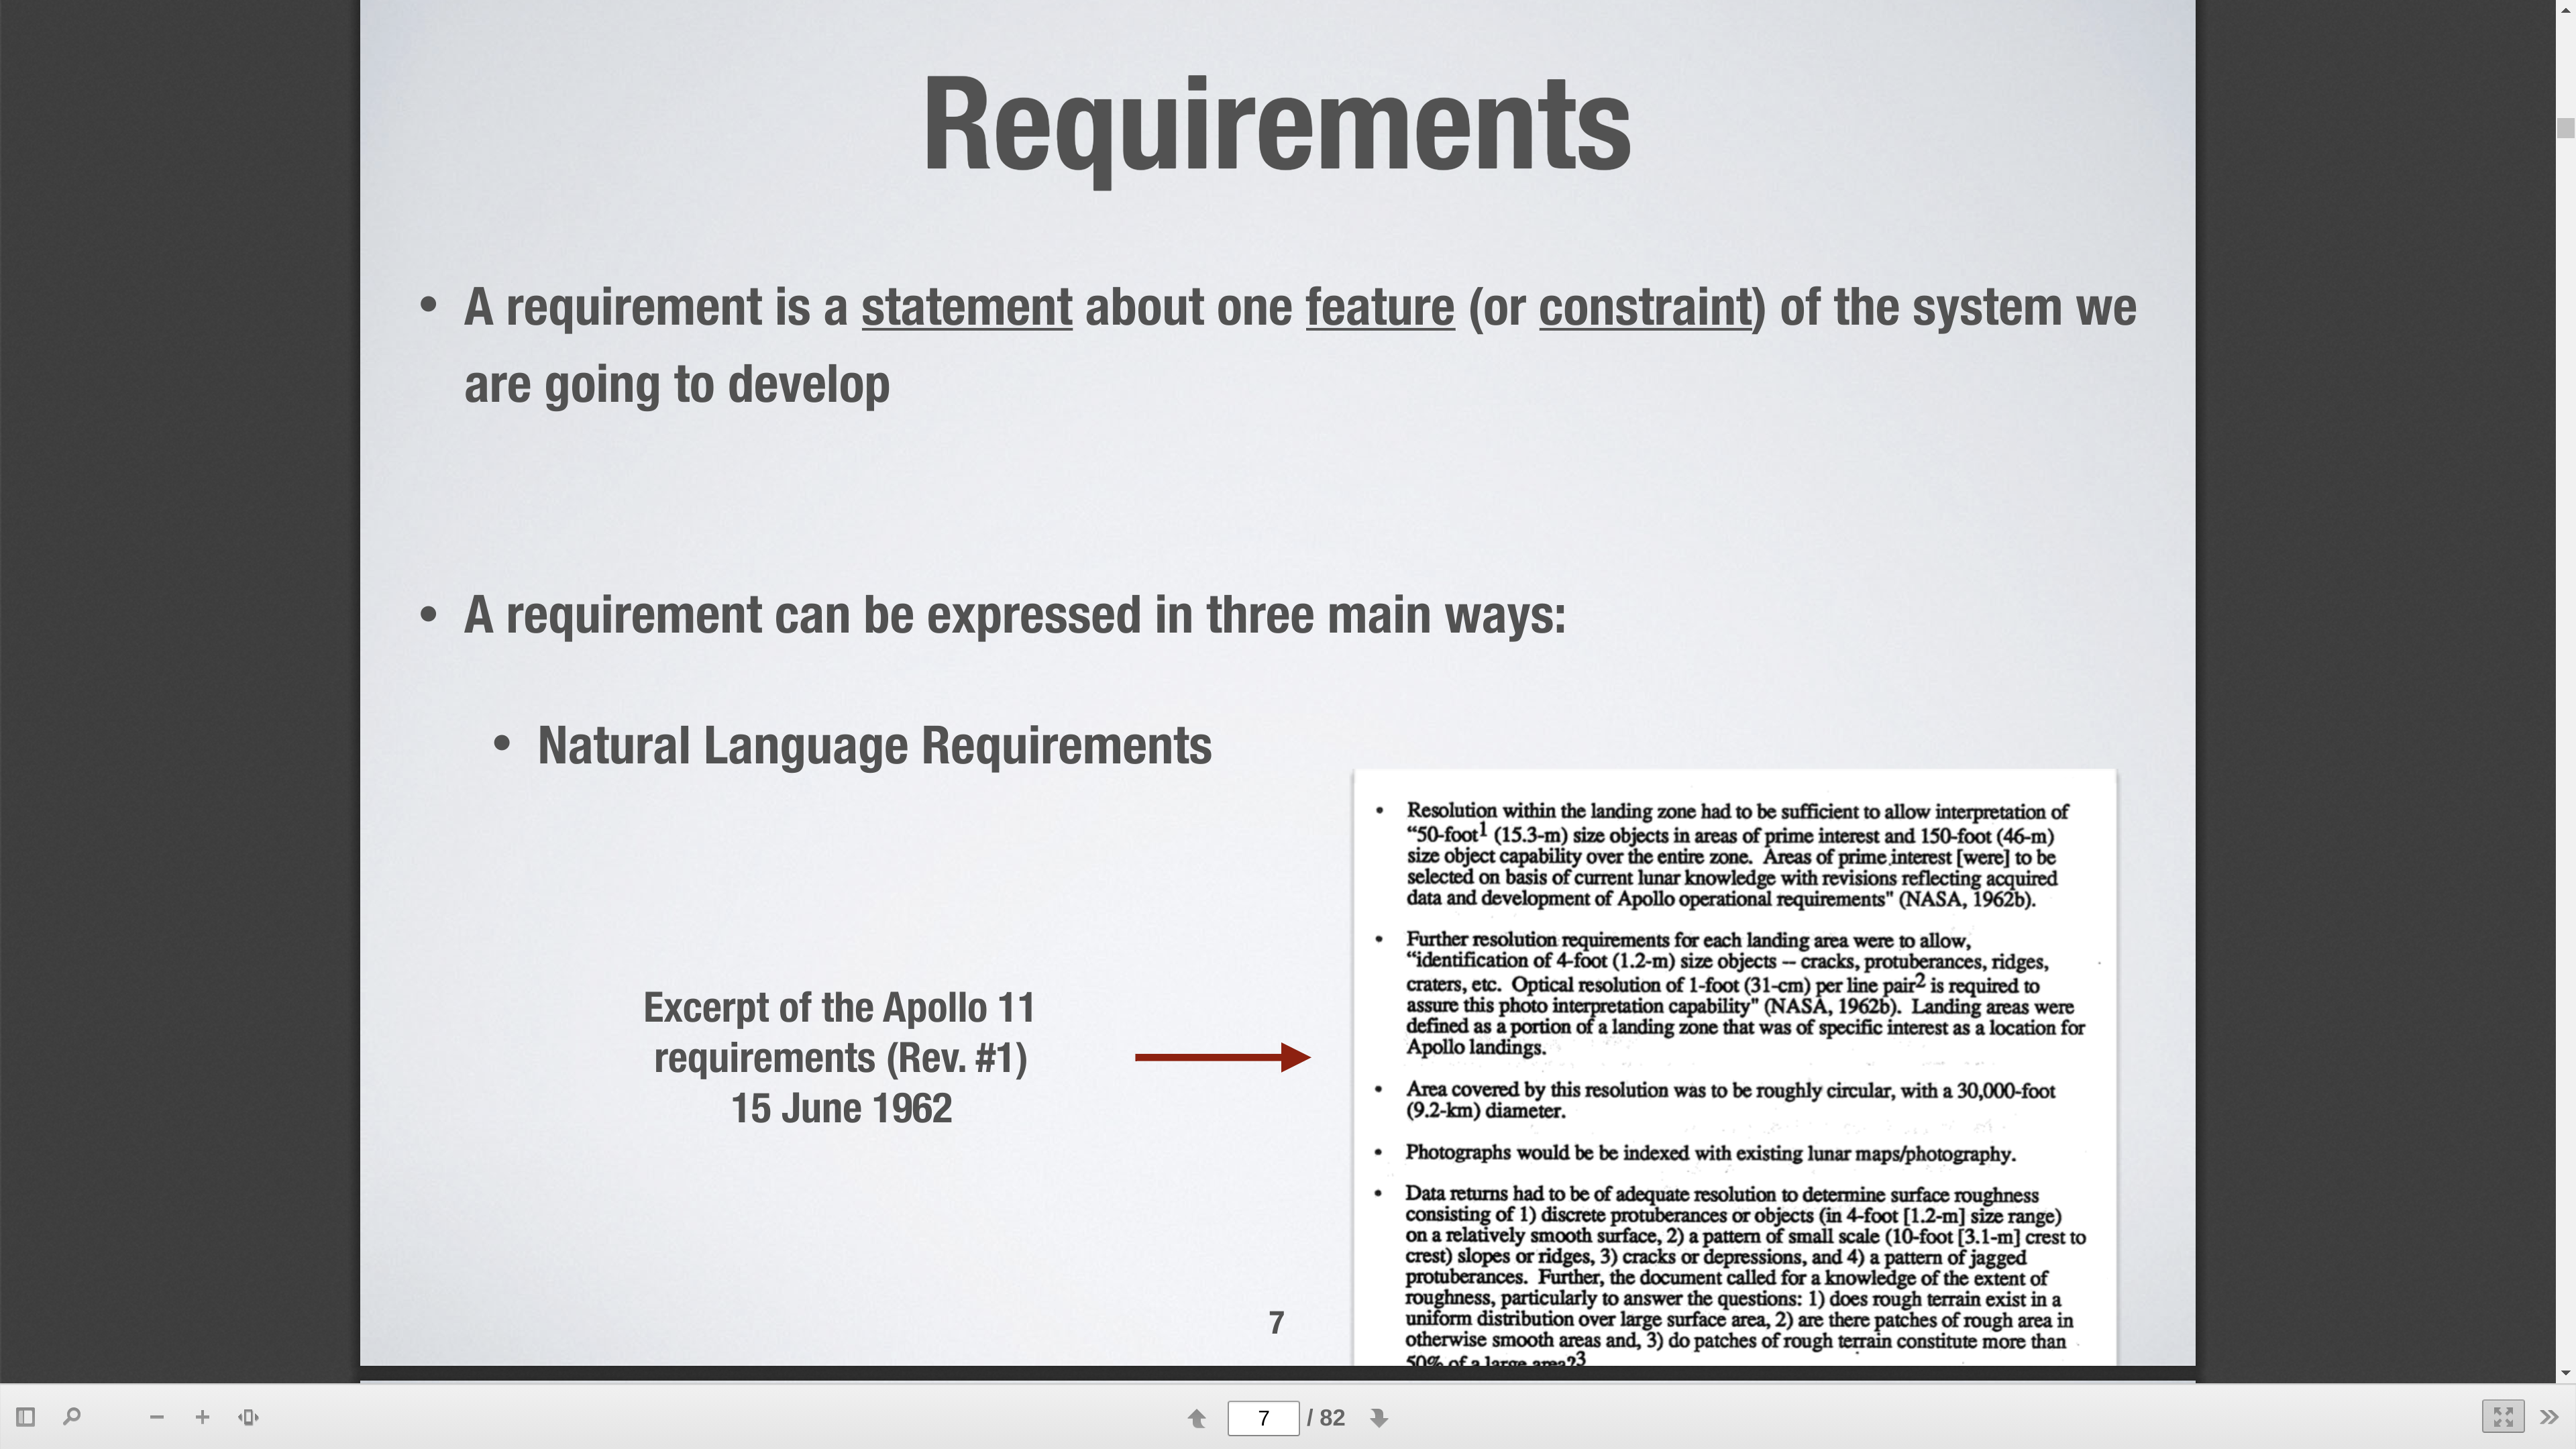 Requirements
• A requirement is a statement about one feature (or constraint) of the system we
are going to develop
• A requirement can be expressed in three main ways:
• Natural Language Requirements
Excerpt of the Apollo 11
requirements (Rev. #1)
15 June 1962
• Resolution within the landing zone had to be sufficient to allow interpretation of
“50-foot1 (15.3-m) size objects in areas of prime interest and 150-foot (46-m)
size object capability over the entire zone. Areas of prime interest [were] to be
selected on basis of current lunar knowledge with revisions reflecting acquired
data and development of Apollo operational requirements" (NASA, 1962b).
• Further resolution requirements for each landing area were to allow,
“identification of 4-foot (1.2-m) size objects -- cracks, protuberances, ridges,
craters, etc. Optical resolution of 1-foot (31-cm) per line pair2 is required to
assure this photo interpretation capability" (NASA, 1962b). Landing areas were
defined as a portion of a landing zone that was of specific interest as a location for
Apollo landings.
• Area covered by this resolution was to be roughly circular, with a 30,000-foot
(9.2-km) diameter.
• Photographs would be be indexed with existing lunar maps/photography.
• Data returns had to be of adequate resolution to determine surface roughness
consisting of 1) discrete protuberances or objects (in 4-foot [1.2-m] size range)
on a relatively smooth surface, 2) a pattern of small scale (10-foot [3.1-m] crest to
crest) slopes or ridges, 3) cracks or depressions, and 4) a pattern of jagged
protuberances. Further, the document called for a knowledge of the extent of
roughness, particularly to answer the questions: 1) does rough terrain exist in a
uniform distribution over large surface area, 2) are there patches of rough area in
otherwise smooth areas and, 3) do patches of rough terrain constitute more than
50% of a large area?3
7
7 / 82